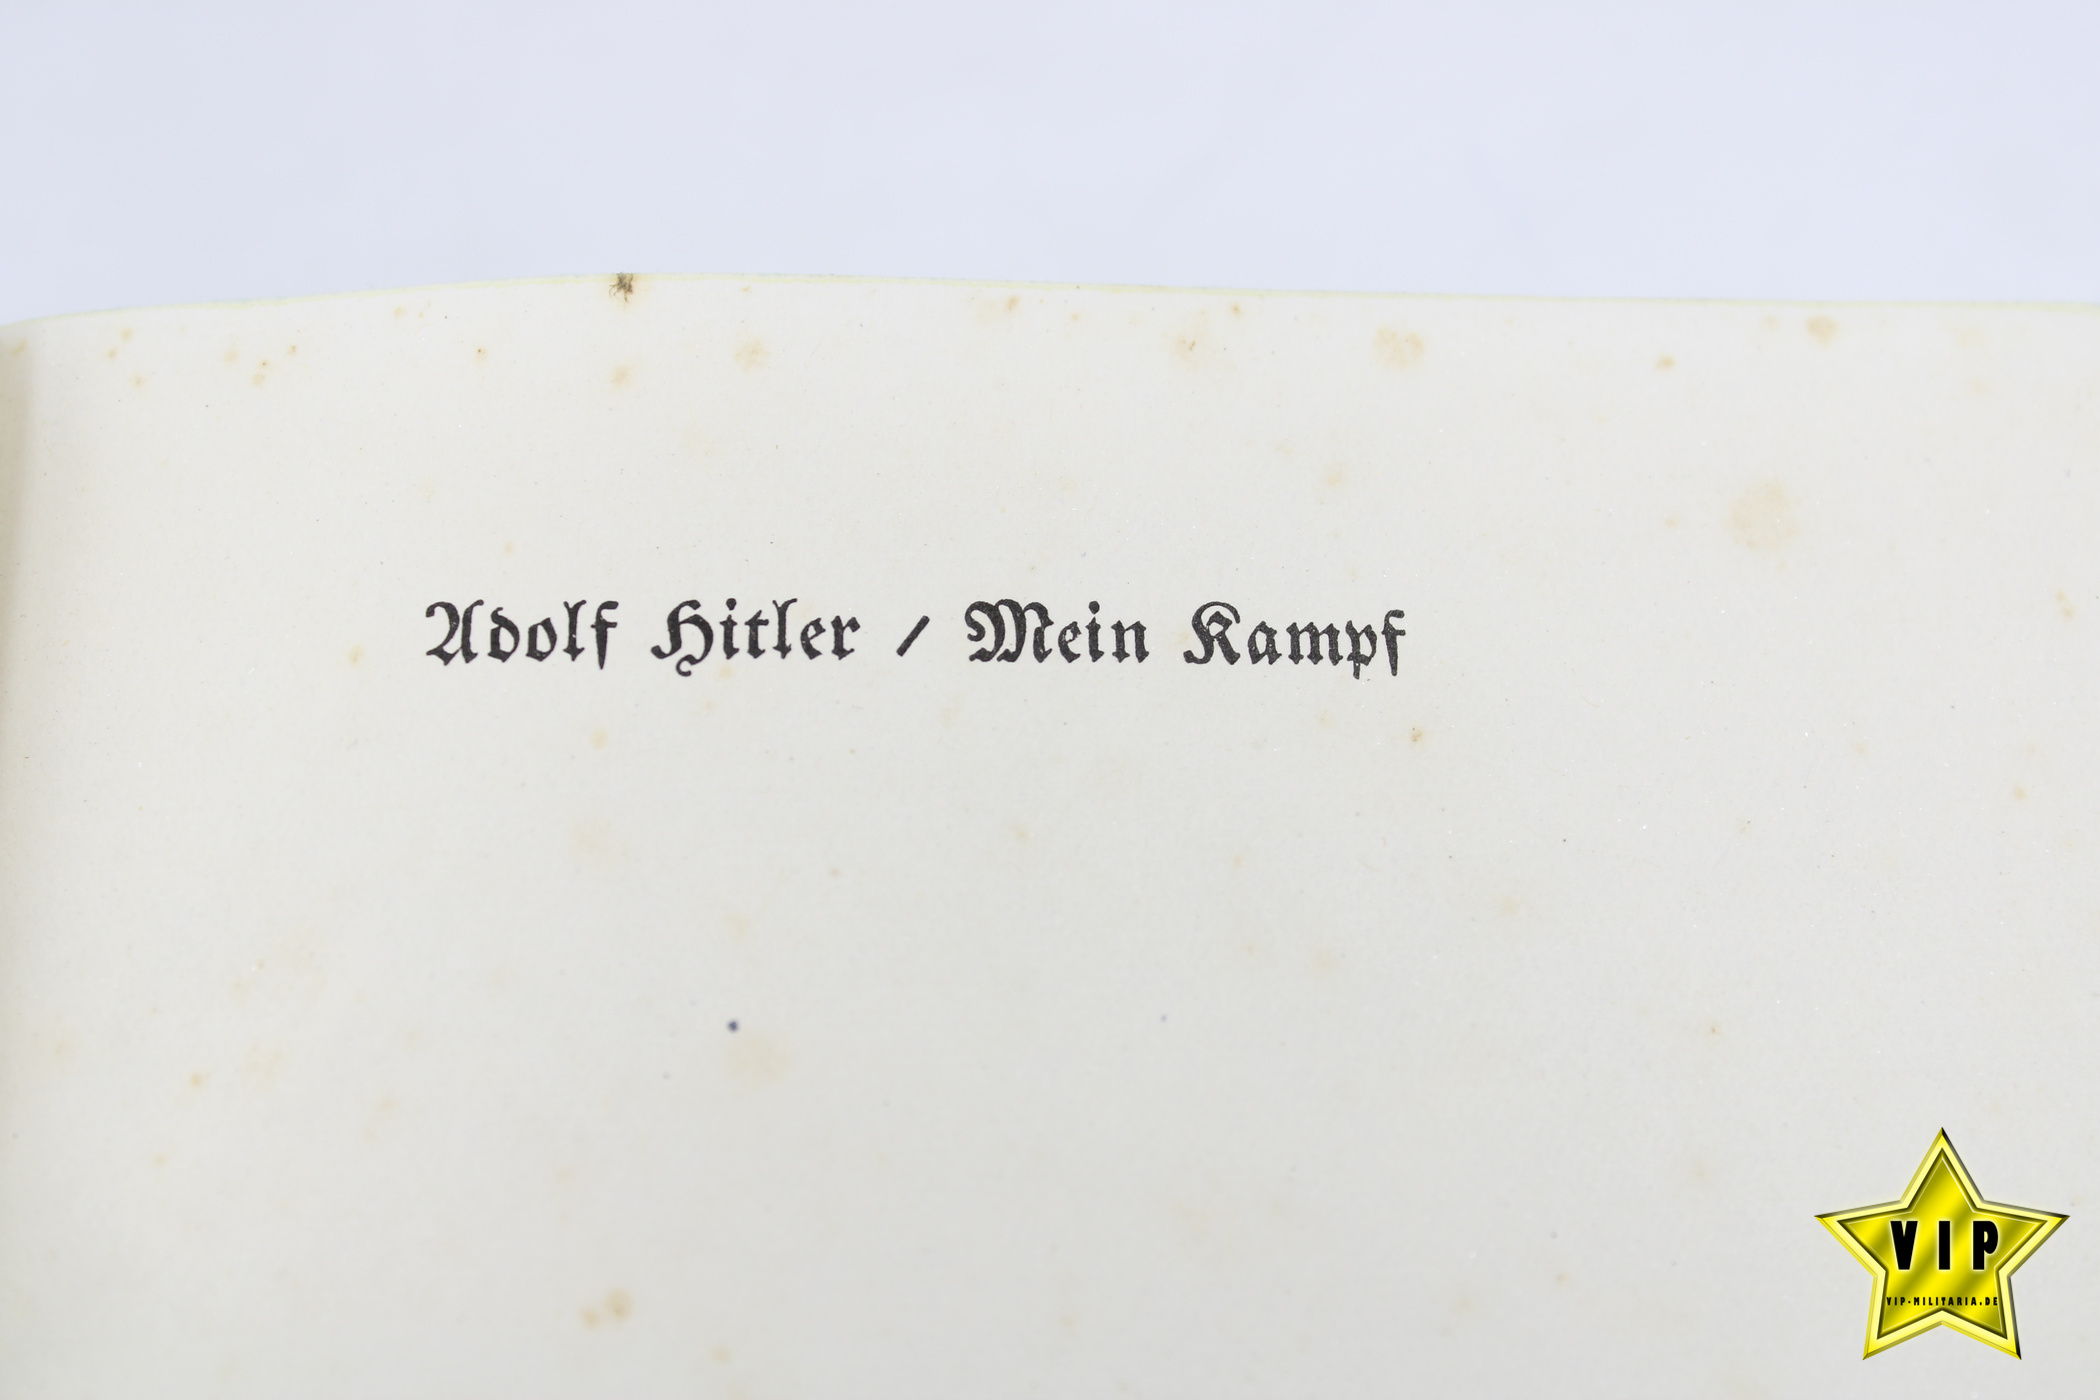 Adolf Hitler / Mein Kampf
VIP
VIP-MILITARIA.DE